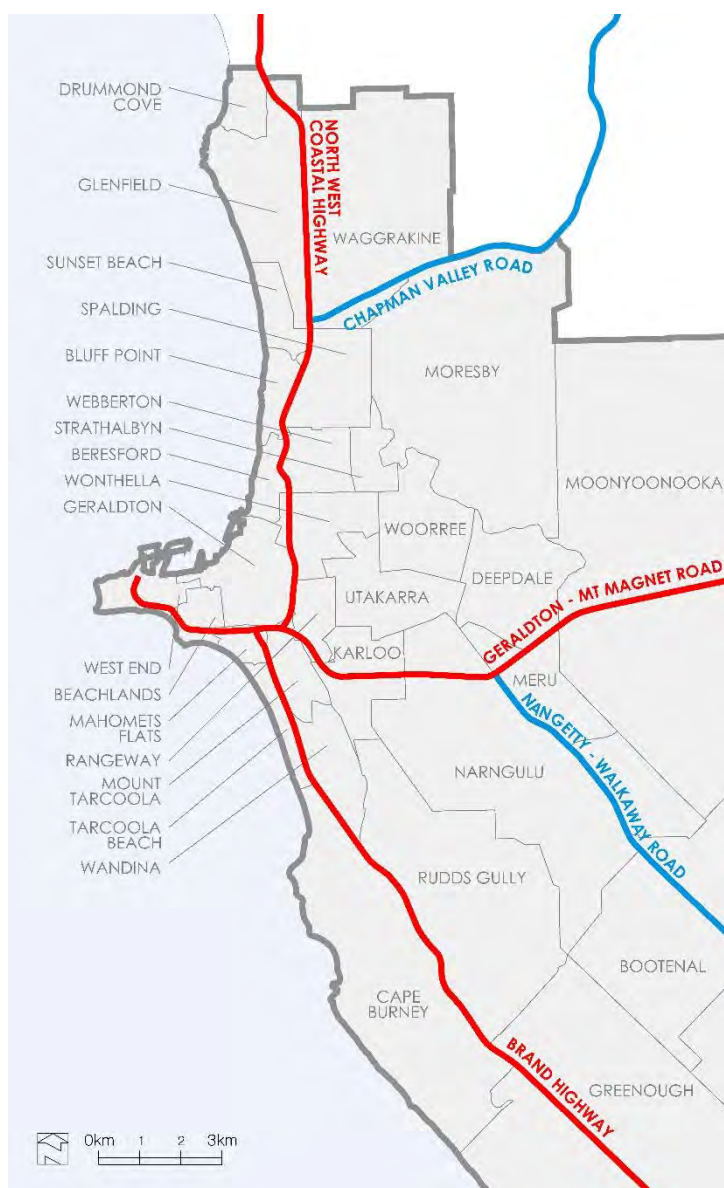 DRUMMOND
COVE
NORTH WEST
COASTAL HIGHWAY
GLENFIELD
WAGGRAKINE
SUNSET BEACH
CHAPMAN VALLEY ROAD
SPALDING
BLUFF POINT
MORESBY
WEBBERTON
STRATHALBYN
BERESFORD
WONTHELLA
GERALDTON
MOONYOONOOKA
WOORREE
DEEPDALE
UTAKARRA
GERALDTON - MT MAGNET ROAD
KARLOO
WEST END
BEACHLANDS
MAHOMETS
FLATS
RANGEWAY
MOUNT
TARCOOLA
TARCOOLA
BEACH
WANDINA
MERU
NANGETTY - WALKAWAY ROAD
NARNGULU
RUDDS GULLY
BOOTENAL
CAPE
BURNEY
BRAND HIGHWAY
GREENOUGH
N
0km 1 2 3km